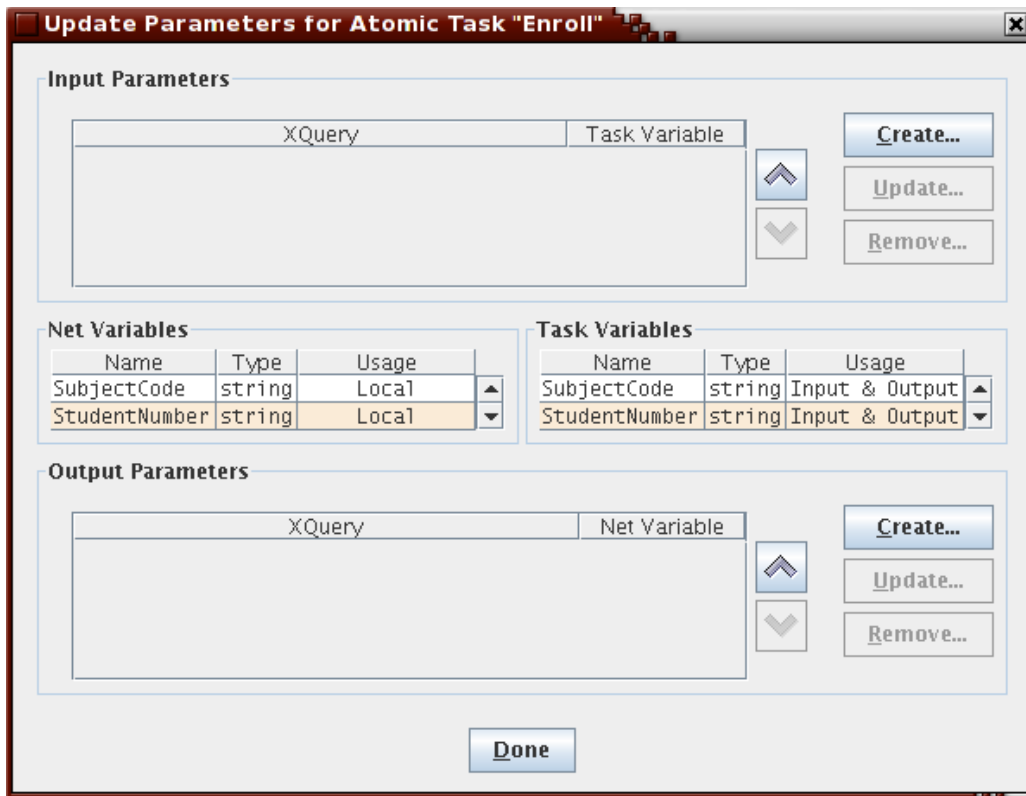 Update Parameters for Atomic Task "Enroll"
Input Parameters
XQuery Task Variable
Create...
Update...
Remove...
Net Variables
Name Type Usage
SubjectCode string Local
StudentNumber string Local
Task Variables
Name Type Usage
SubjectCode string Input & Output
StudentNumber string Input & Output
Output Parameters
XQuery Net Variable
Create...
Update...
Remove...
Done